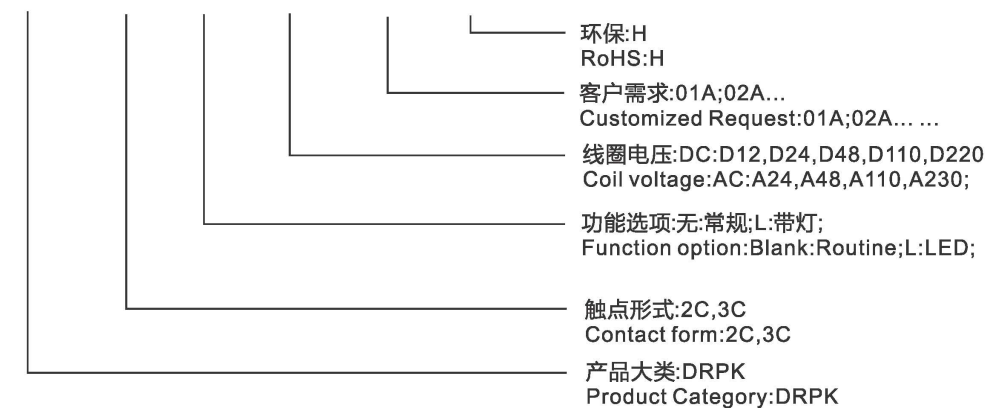 环保:H
RoHS:H
客户需求:01A;02A...
Customized Request:01A;02A... ...
线圈电压:DC:D12,D24,D48,D110,D220
Coil voltage:AC:A24,A48,A110,A230;
功能选项:无:常规;L:带灯;
Function option:Blank:Routine;L:LED;
触点形式:2C,3C
Contact form:2C,3C
产品大类:DRPK
Product Category:DRPK